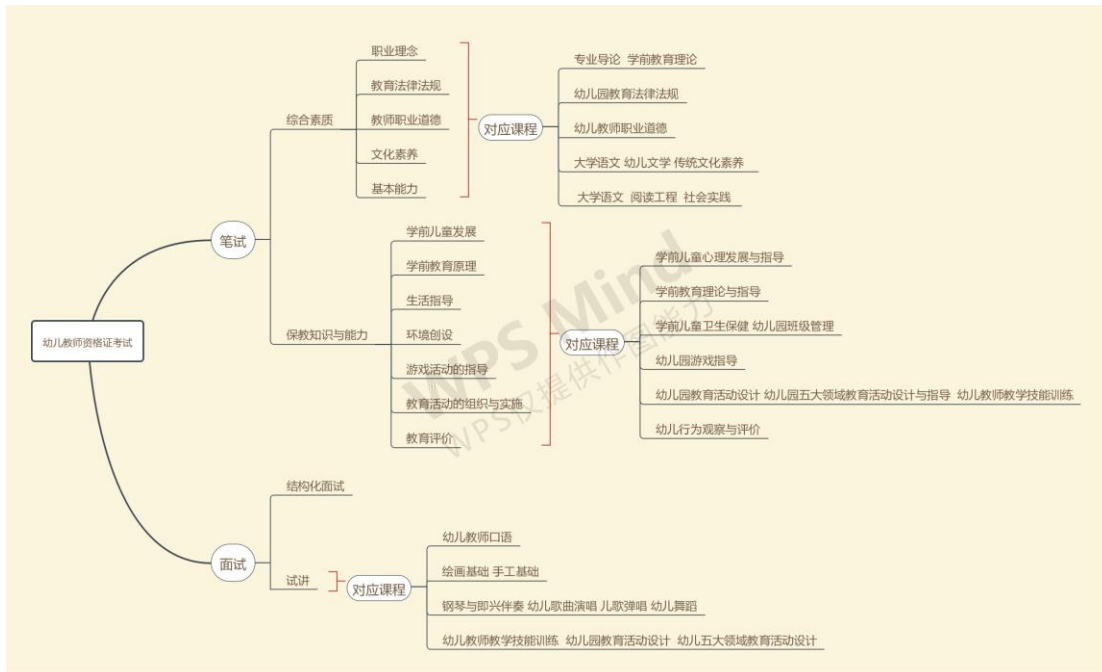 幼儿教师资格证考试
笔试
综合素质
职业理念
教育法律法规
教师职业道德
文化素养
基本能力
对应课程
专业导论 学前教育理论
幼儿园教育法律法规
幼儿教师职业道德
大学语文 幼儿文学 传统文化素养
大学语文 阅读工程 社会实践
保教知识与能力
学前儿童发展
学前教育原理
生活指导
环境创设
游戏活动的指导
教育活动的组织与实施
教育评价
对应课程
学前儿童心理发展与指导
学前教育理论与指导
学前儿童卫生保健 幼儿园班级管理
幼儿园游戏指导
幼儿园教育活动设计 幼儿园五大领域教育活动设计与指导 幼儿教师教学技能训练
幼儿行为观察与评价
面试
结构化面试
试讲
对应课程
幼儿教师口语
绘画基础 手工基础
钢琴与即兴伴奏 幼儿歌曲演唱 儿歌弹唱 幼儿舞蹈
幼儿教师教学技能训练 幼儿园教育活动设计 幼儿五大领域教育活动设计
WPS Mind
WPS仅提供作图能力